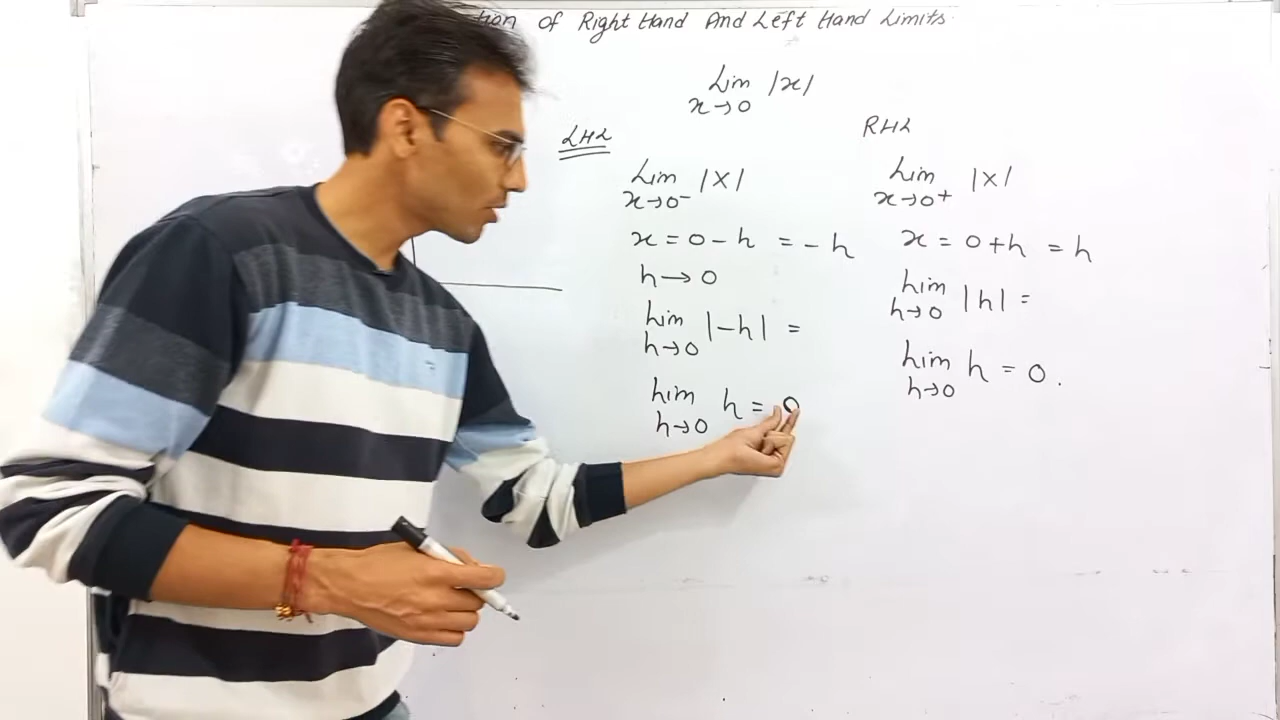 of Right Hand And Left Hand Limits.
Lim |x|
x→0
LHL
Lim |x|
x→0⁻
x = 0 - h = - h
h → 0
Lim |-h| =
h→0
Lim h = 0
h→0
RHL
Lim |x|
x→0⁺
x = 0 + h = h
Lim |h| =
h→0
Lim h = 0.
h→0